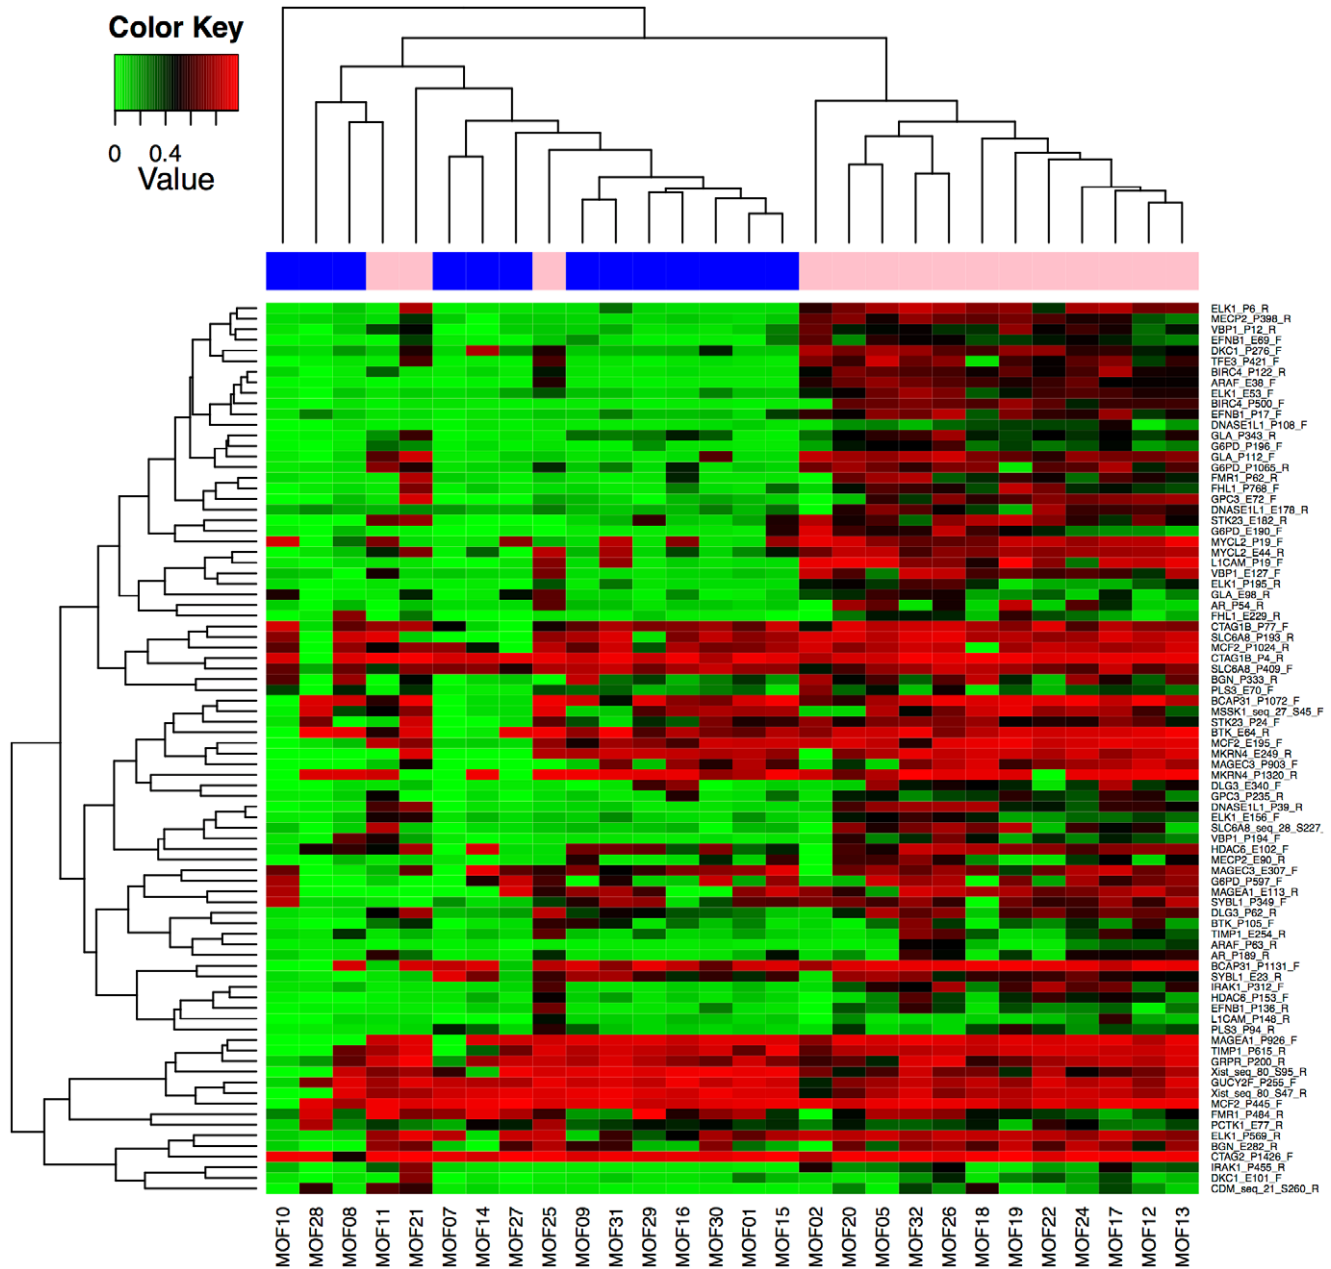 Color Key
0 0.4
Value
ELK1_P6_R
MECP2_P398_R
VBP1_P12_R
EFNB1_E69_F
DKC1_P276_F
TFE3_P421_F
BIRC4_P122_R
ARAF_E38_F
ELK1_E53_F
BIRC4_P500_F
EFNB1_P17_F
DNASE1L1_P108_F
GLA_P343_R
G6PD_P196_F
GLA_P112_F
G6PD_P1065_R
FMR1_P62_R
FHL1_P768_F
GPC3_E72_F
DNASE1L1_E178_R
STK23_E182_R
G6PD_E190_F
MYCL2_P19_F
MYCL2_E44_R
L1CAM_P19_F
VBP1_E127_F
ELK1_P195_R
GLA_E98_R
AR_P54_R
FHL1_E229_R
CTAG1B_P77_F
SLC6A8_P193_R
MCF2_P1024_R
CTAG1B_P4_R
SLC6A8_P409_F
BGN_P333_R
PLS3_E70_F
BCAP31_P1072_F
MSSK1_seq_27_S45_F
STK23_P24_F
BTK_E64_R
MCF2_E195_F
MKRN4_E249_R
MAGEC3_P903_F
MKRN4_P1320_R
DLG3_E340_F
GPC3_P235_R
DNASE1L1_P39_R
ELK1_E156_F
SLC6A8_seq_28_S227_
VBP1_P194_F
HDAC6_E102_F
MECP2_E90_R
MAGEC3_E307_F
G6PD_P597_F
MAGEA1_E113_R
SYBL1_P349_F
DLG3_P62_R
BTK_P105_F
TIMP1_E254_R
ARAF_P63_R
AR_P189_R
BCAP31_P1131_F
SYBL1_E23_R
IRAK1_P312_F
HDAC6_P153_F
EFNB1_P136_R
L1CAM_P148_R
PLS3_P94_R
MAGEA1_P926_F
TIMP1_P615_R
GRPR_P200_R
Xist_seq_80_S95_R
GUCY2F_P255_F
Xist_seq_80_S47_R
MCF2_P445_F
FMR1_P484_R
PCTK1_E77_R
ELK1_P569_R
BGN_E282_R
CTAG2_P1426_F
IRAK1_P455_R
DKC1_E101_F
CDM_seq_21_S260_R
MOF10 MOF28 MOF08 MOF11 MOF21 MOF07 MOF14 MOF27 MOF25 MOF09 MOF31 MOF29 MOF16 MOF30 MOF01 MOF15 MOF02 MOF20 MOF05 MOF32 MOF26 MOF18 MOF19 MOF22 MOF24 MOF17 MOF12 MOF13